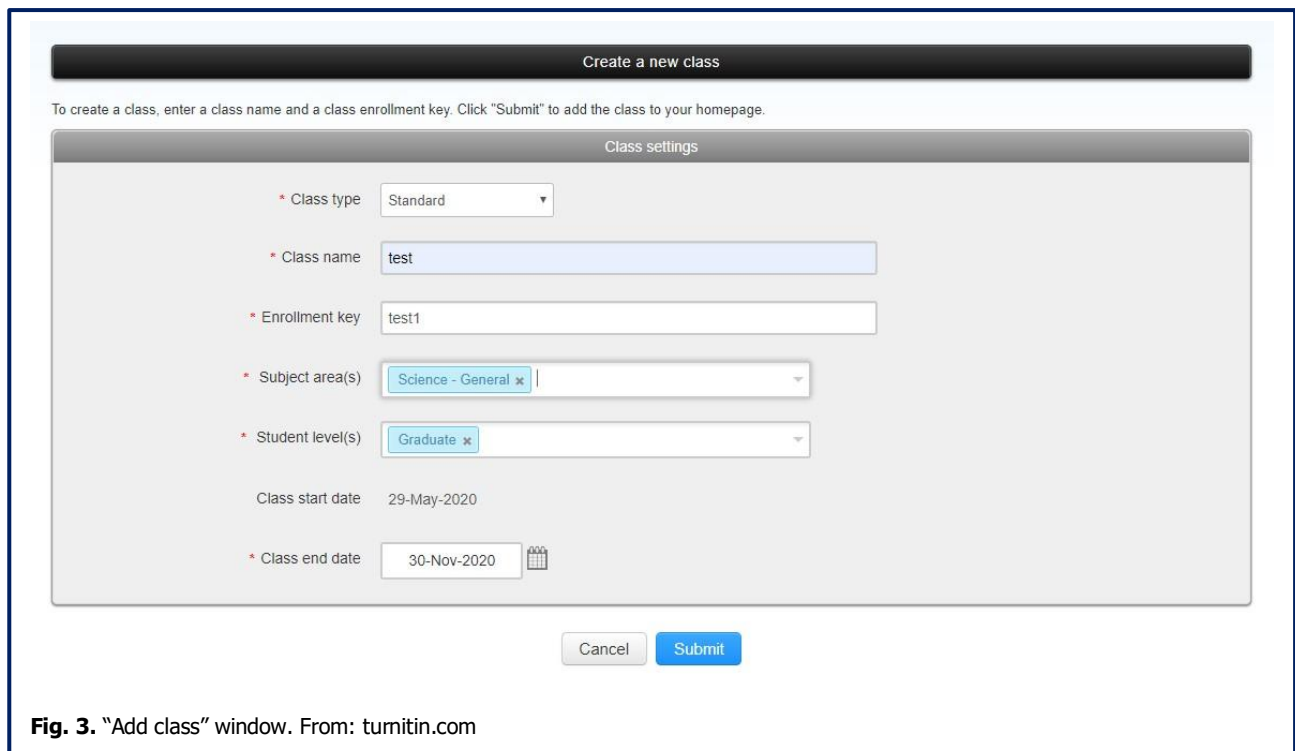 Create a new class
To create a class, enter a class name and a class enrollment key. Click "Submit" to add the class to your homepage.
Class settings
* Class type Standard
* Class name test
* Enrollment key test1
* Subject area(s) Science - General ×
* Student level(s) Graduate ×
Class start date 29-May-2020
* Class end date 30-Nov-2020
Cancel Submit
Fig. 3. “Add class” window. From: turnitin.com